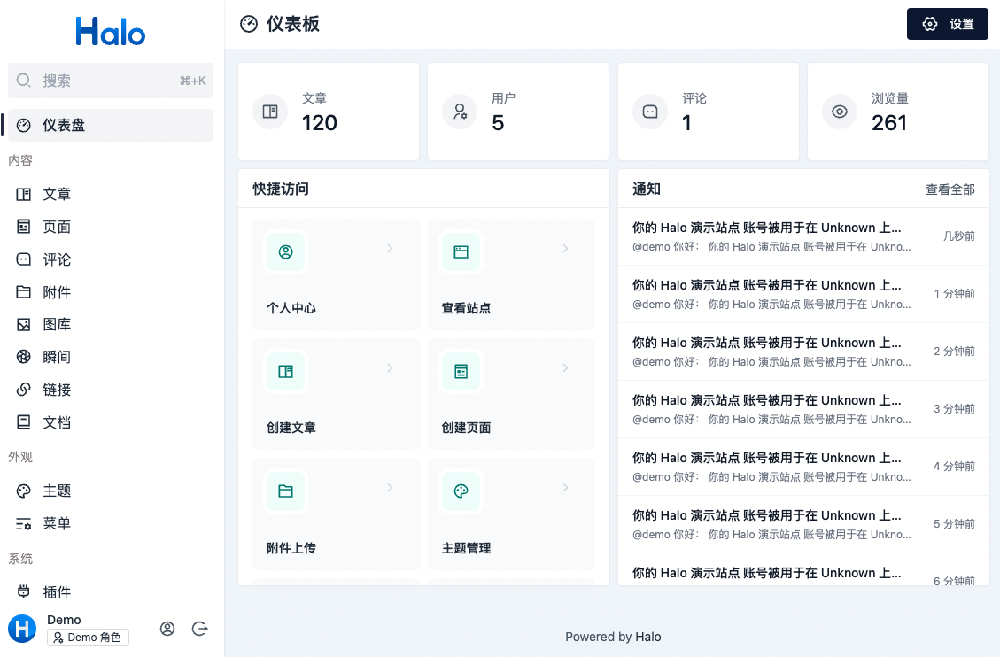 Halo
搜索
⌘+K
仪表盘
内容
文章
页面
评论
附件
图库
瞬间
链接
文档
外观
主题
菜单
系统
插件
Demo
Demo 角色
仪表板
设置
文章
120
用户
5
评论
1
浏览量
261
快捷访问
个人中心
查看站点
创建文章
创建页面
附件上传
主题管理
通知
查看全部
你的 Halo 演示站点 账号被用于在 Unknown 上...
@demo 你好： 你的 Halo 演示站点 账号被用于在 Unkno...
几秒前
你的 Halo 演示站点 账号被用于在 Unknown 上...
@demo 你好： 你的 Halo 演示站点 账号被用于在 Unkno...
1 分钟前
你的 Halo 演示站点 账号被用于在 Unknown 上...
@demo 你好： 你的 Halo 演示站点 账号被用于在 Unkno...
2 分钟前
你的 Halo 演示站点 账号被用于在 Unknown 上...
@demo 你好： 你的 Halo 演示站点 账号被用于在 Unkno...
3 分钟前
你的 Halo 演示站点 账号被用于在 Unknown 上...
@demo 你好： 你的 Halo 演示站点 账号被用于在 Unkno...
4 分钟前
你的 Halo 演示站点 账号被用于在 Unknown 上...
@demo 你好： 你的 Halo 演示站点 账号被用于在 Unkno...
5 分钟前
你的 Halo 演示站点 账号被用于在 Unknown 上...
6 分钟前
Powered by Halo